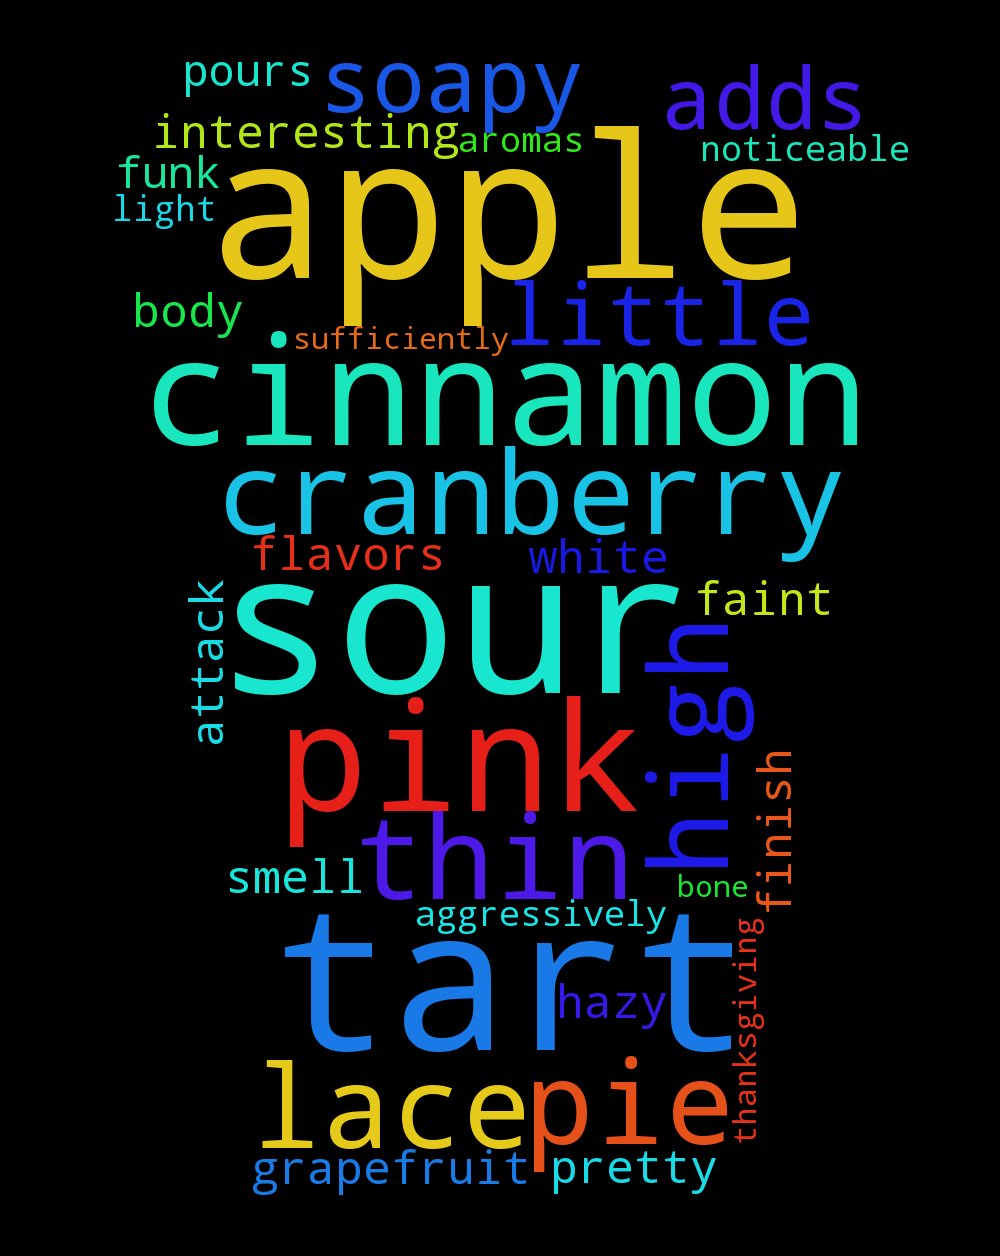 pours
soapy
adds
interesting
aromas
noticeable
funk
apple
light
body
little
sufficiently
cinnamon
cranberry
flavors
white
sour
faint
attack
high
pink
finish
thin
smell
bone
aggressively
tart
hazy
thanksgiving
lace
pie
grapefruit
pretty